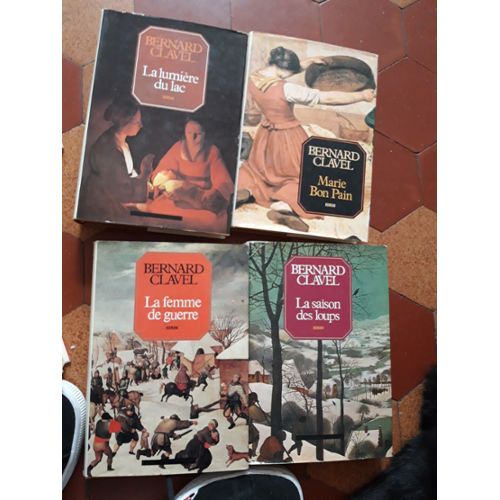 BERNARD
CLAVEL
La lumière
du lac
BERNARD
CLAVEL
Marie
Bon Pain
BERNARD
CLAVEL
La femme
de guerre
BERNARD
CLAVEL
La saison
des loups